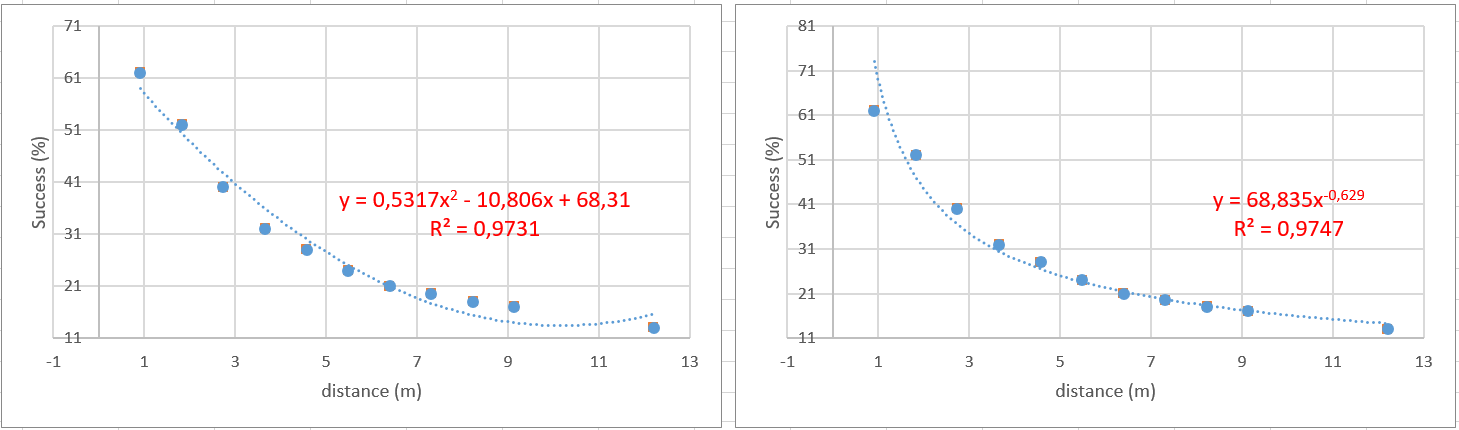 71
61
51
41
31
21
11
-1 1 3 5 7 9 11 13
Success (%)
distance (m)
y = 0,5317x² - 10,806x + 68,31
R² = 0,9731
81
71
61
51
41
31
21
11
-1 1 3 5 7 9 11 13
Success (%)
distance (m)
y = 68,835x⁻⁰,⁶²⁹
R² = 0,9747